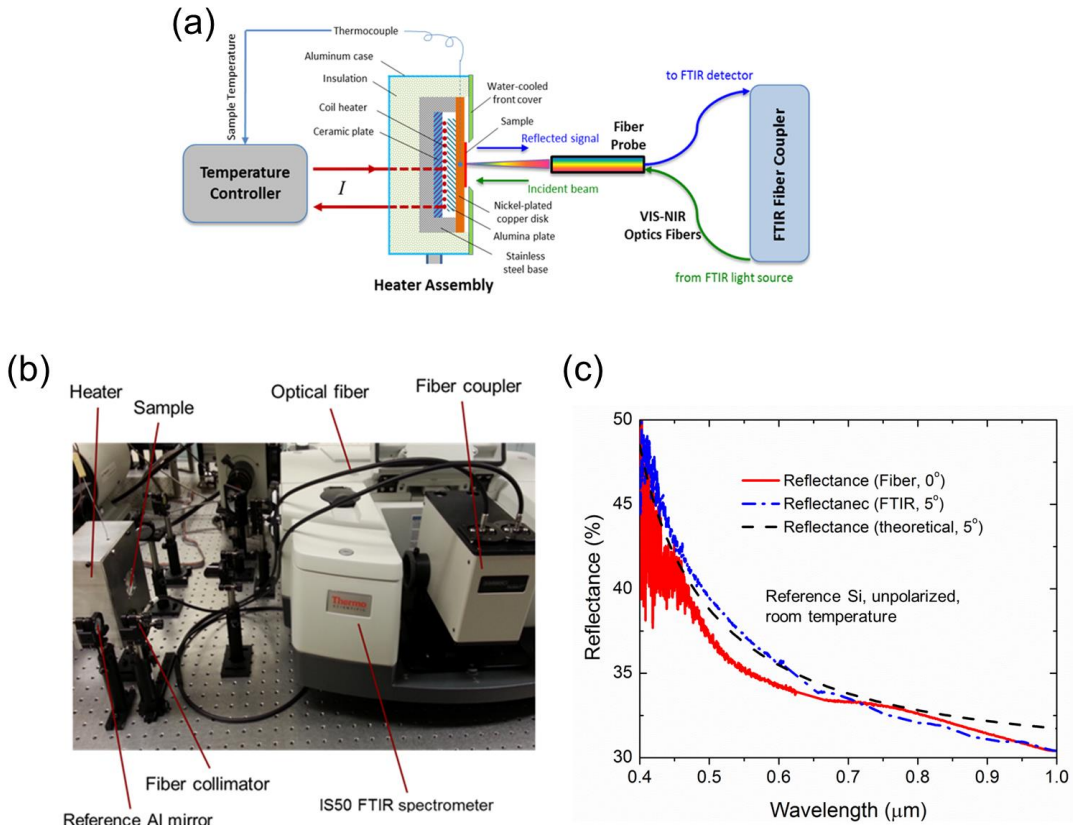 (a)
Thermocouple
Sample Temperature
Aluminum case
Insulation
Coil heater
Ceramic plate
Water-cooled
front cover
Sample
to FTIR detector
Reflected signal
Fiber
Probe
Temperature
Controller
I
Incident beam
FTIR Fiber Coupler
Nickel-plated
copper disk
Alumina plate
Stainless
steel base
VIS-NIR
Optics Fibers
from FTIR light source
Heater Assembly
(b)
Heater
Sample
Optical fiber
Fiber coupler
Thermo
SCIENTIFIC
Fiber collimator
Reference Al mirror
IS50 FTIR spectrometer
(c)
50
45
40
35
30
Reflectance (%)
Reflectance (Fiber, 0°)
Reflectanec (FTIR, 5°)
Reflectance (theoretical, 5°)
Reference Si, unpolarized,
room temperature
0.4 0.5 0.6 0.7 0.8 0.9 1.0
Wavelength (μm)